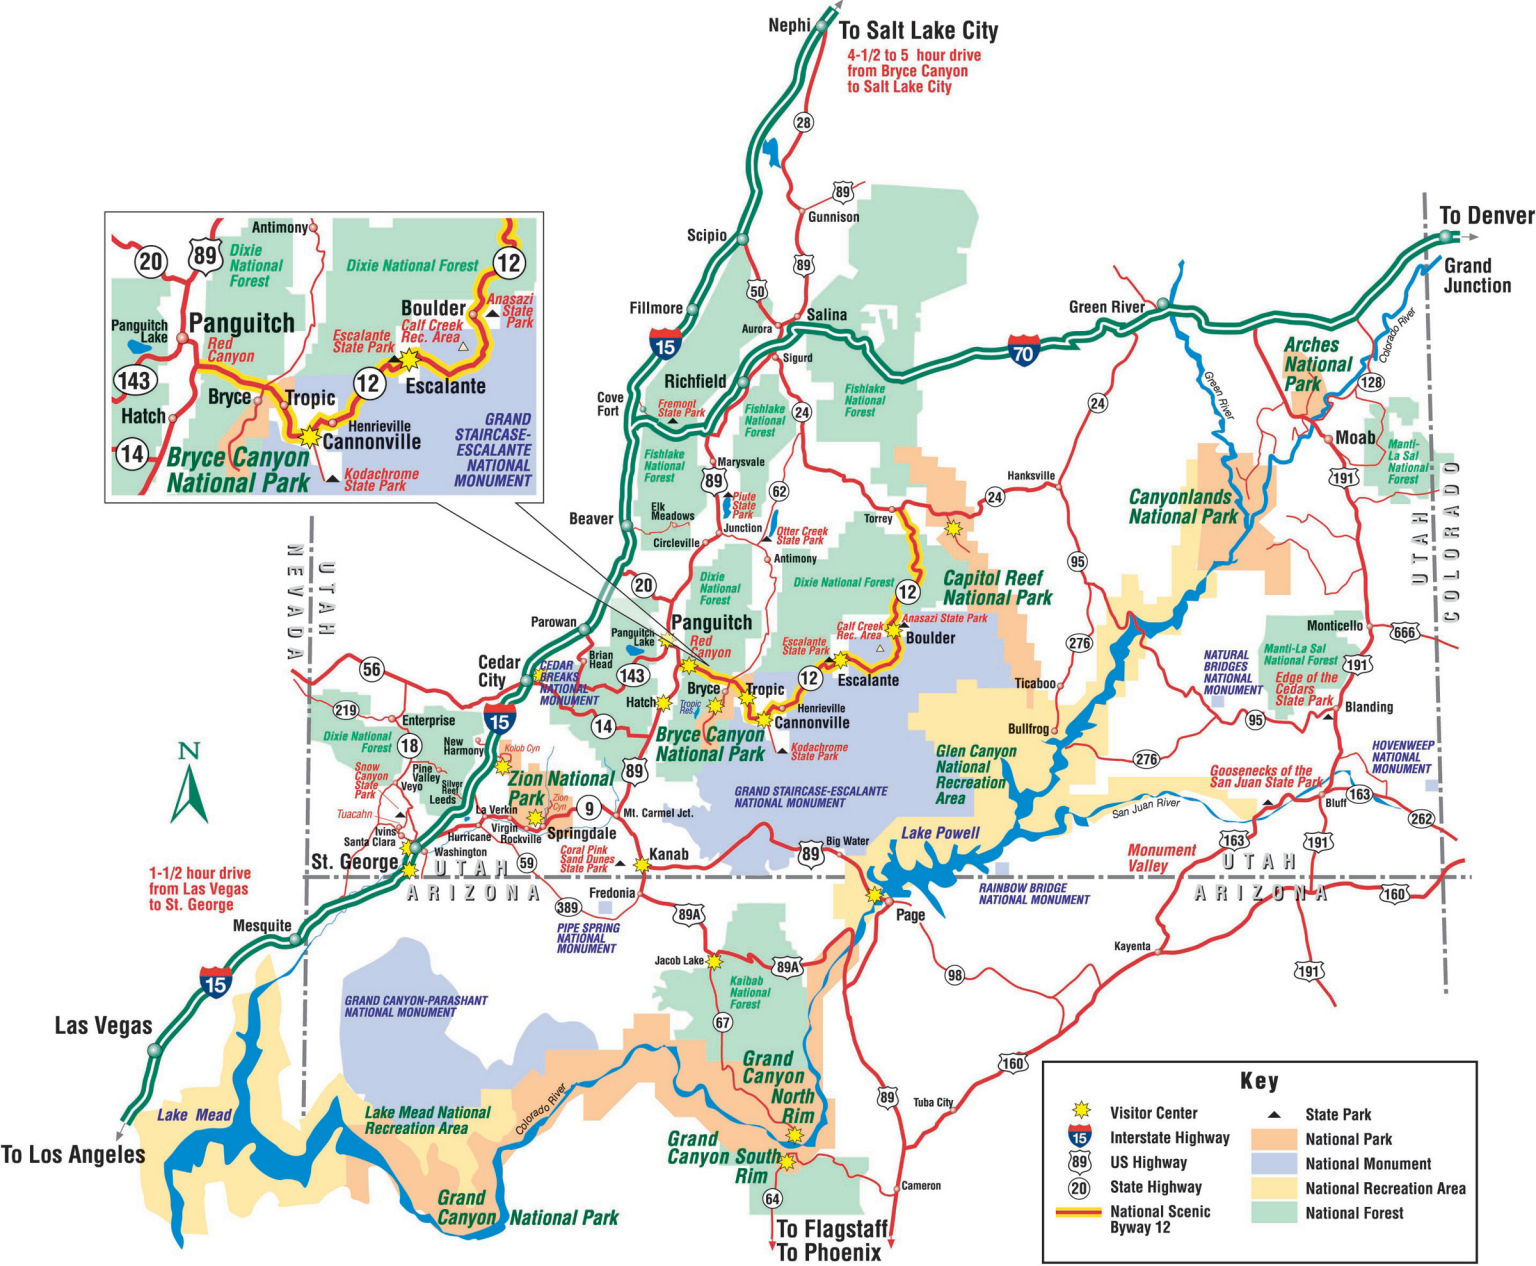 Nephi
To Salt Lake City
4-1/2 to 5 hour drive
from Bryce Canyon
to Salt Lake City
28
89
Gunnison
Scipio
89
50
To Denver
Grand
Junction
Fillmore
15
Aurora
Salina
Sigurd
Green River
70
Colorado River
Arches
National
Park
128
Green River
Richfield
Cove
Fort
Fremont
State Park
Fishlake
National
Forest
Fishlake
National
Forest
24
24
Moab
Manti-
La Sal
National
Forest
191
Fishlake
National
Forest
Marysvale
89
Piute
State
Park
62
Hanksville
24
Canyonlands
National Park
Elk
Meadows
Beaver
Junction
Circleville
Otter Creek
State Park
Antimony
Torrey
95
UTAH
COLORADO
Antimony
20
89
Dixie
National
Forest
Dixie National Forest
12
Boulder
Anasazi
State
Park
Calf Creek
Rec. Area
Escalante
State Park
Panguitch
Lake
Panguitch
Red
Canyon
143
Bryce
Tropic
12
Escalante
Hatch
Henrieville
Cannonville
14
Bryce Canyon
National Park
Kodachrome
State Park
GRAND
STAIRCASE-
ESCALANTE
NATIONAL
MONUMENT
NEVADA
UTAH
20
Dixie
National
Forest
Dixie National Forest
12
Capitol Reef
National Park
Parowan
Panguitch
Lake
Panguitch
Red
Canyon
Calf Creek
Rec. Area
Anasazi State Park
Boulder
Escalante
State Park
Escalante
12
276
Monticello
666
Manti-La Sal
National Forest
191
Edge of the
Cedars
State Park
NATURAL
BRIDGES
NATIONAL
MONUMENT
Blanding
95
Ticaboo
Bullfrog
276
56
Cedar
City
CEDAR
BREAKS
NATIONAL
MONUMENT
Brian
Head
143
Bryce
Tropic
Tropic
Res.
Hatch
Henrieville
Cannonville
14
Bryce Canyon
National Park
Kodachrome
State Park
219
Enterprise
Dixie National
Forest
18
15
New
Harmony
Kolob Cyn
Snow
Canyon
State
Park
Pine
Valley
Veyo
Silver
Reef
Leeds
Zion National
Park
Zion
Cyn
89
9
Mt. Carmel Jct.
GRAND STAIRCASE-ESCALANTE
NATIONAL MONUMENT
Glen Canyon
National
Recreation
Area
HOVENWEEP
NATIONAL
MONUMENT
Goosenecks of the
San Juan State Park
Bluff
163
262
San Juan River
Tuacahn
Ivins
Santa Clara
La Verkin
Virgin
Rockville
Springdale
Hurricane
Washington
St. George
59
Coral Pink
Sand Dunes
State Park
Kanab
89
Big Water
Lake Powell
Monument
Valley
163
191
UTAH
ARIZONA
UTAH
ARIZONA
160
1-1/2 hour drive
from Las Vegas
to St. George
N
Mesquite
389
Fredonia
89A
PIPE SPRING
NATIONAL
MONUMENT
RAINBOW BRIDGE
NATIONAL MONUMENT
Page
Kayenta
191
98
15
Jacob Lake
89A
Kaibab
National
Forest
67
GRAND CANYON-PARASHANT
NATIONAL MONUMENT
Las Vegas
Lake Mead
Lake Mead National
Recreation Area
Colorado River
Grand
Canyon
North
Rim
Grand
Canyon South
Rim
89
160
Tuba City
To Los Angeles
Grand
Canyon
National Park
64
Cameron
To Flagstaff
To Phoenix
Key
Visitor Center
15
Interstate Highway
89
US Highway
20
State Highway
National Scenic
Byway 12
State Park
National Park
National Monument
National Recreation Area
National Forest